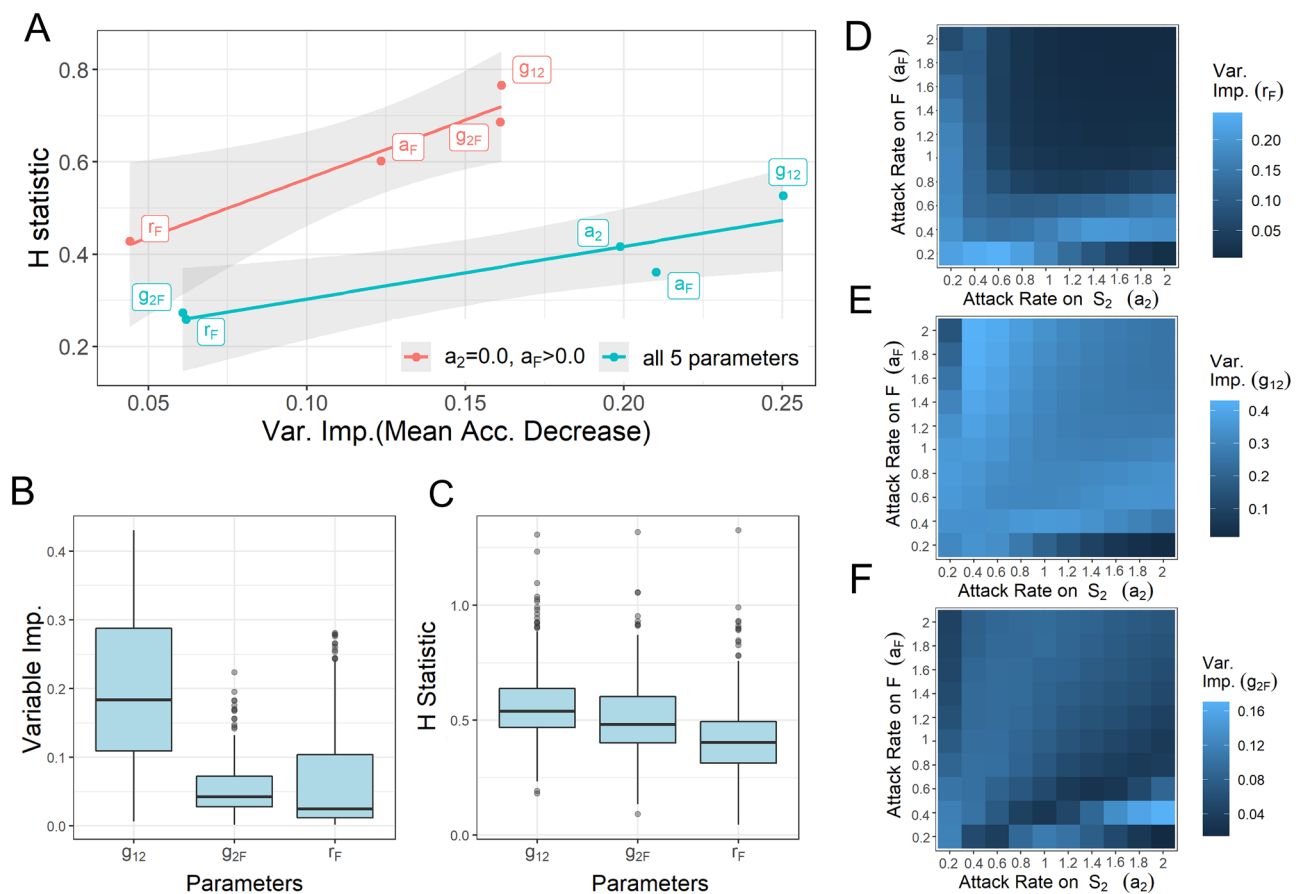 A
H statistic
0.8
0.6
0.4
0.2
g12
g2F
aF
rF
g12
a2
aF
g2F
rF
a2=0.0, aF>0.0
all 5 parameters
0.05 0.10 0.15 0.20 0.25
Var. Imp.(Mean Acc. Decrease)
B
Variable Imp.
0.4
0.3
0.2
0.1
0.0
g12 g2F rF
Parameters
C
H Statistic
1.0
0.5
0.0
g12 g2F rF
Parameters
D
Attack Rate on F (aF)
2
1.8
1.6
1.4
1.2
1
0.8
0.6
0.4
0.2
0.2 0.4 0.6 0.8 1 1.2 1.4 1.6 1.8 2
Attack Rate on S2 (a2)
Var.
Imp. (rF)
0.20
0.15
0.10
0.05
E
Attack Rate on F (aF)
2
1.8
1.6
1.4
1.2
1
0.8
0.6
0.4
0.2
0.2 0.4 0.6 0.8 1 1.2 1.4 1.6 1.8 2
Attack Rate on S2 (a2)
Var.
Imp. (g12)
0.4
0.3
0.2
0.1
F
Attack Rate on F (aF)
2
1.8
1.6
1.4
1.2
1
0.8
0.6
0.4
0.2
0.2 0.4 0.6 0.8 1 1.2 1.4 1.6 1.8 2
Attack Rate on S2 (a2)
Var.
Imp. (g2F)
0.16
0.12
0.08
0.04